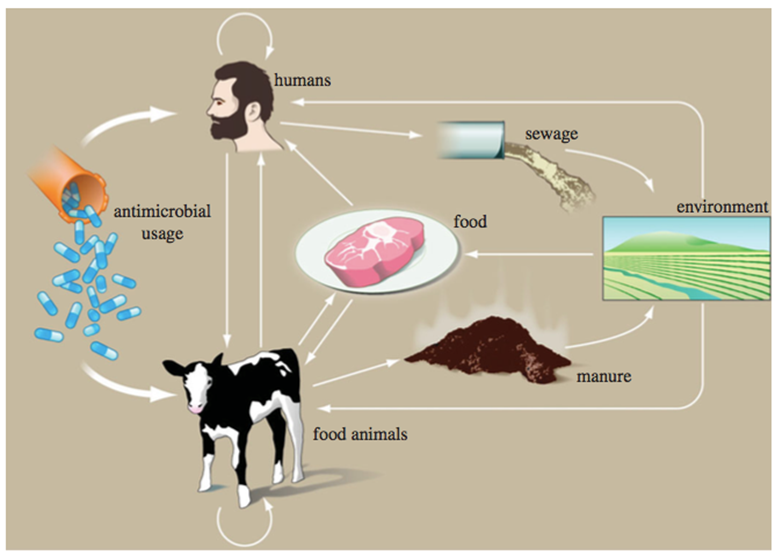 humans
sewage
antimicrobial
usage
food
environment
manure
food animals